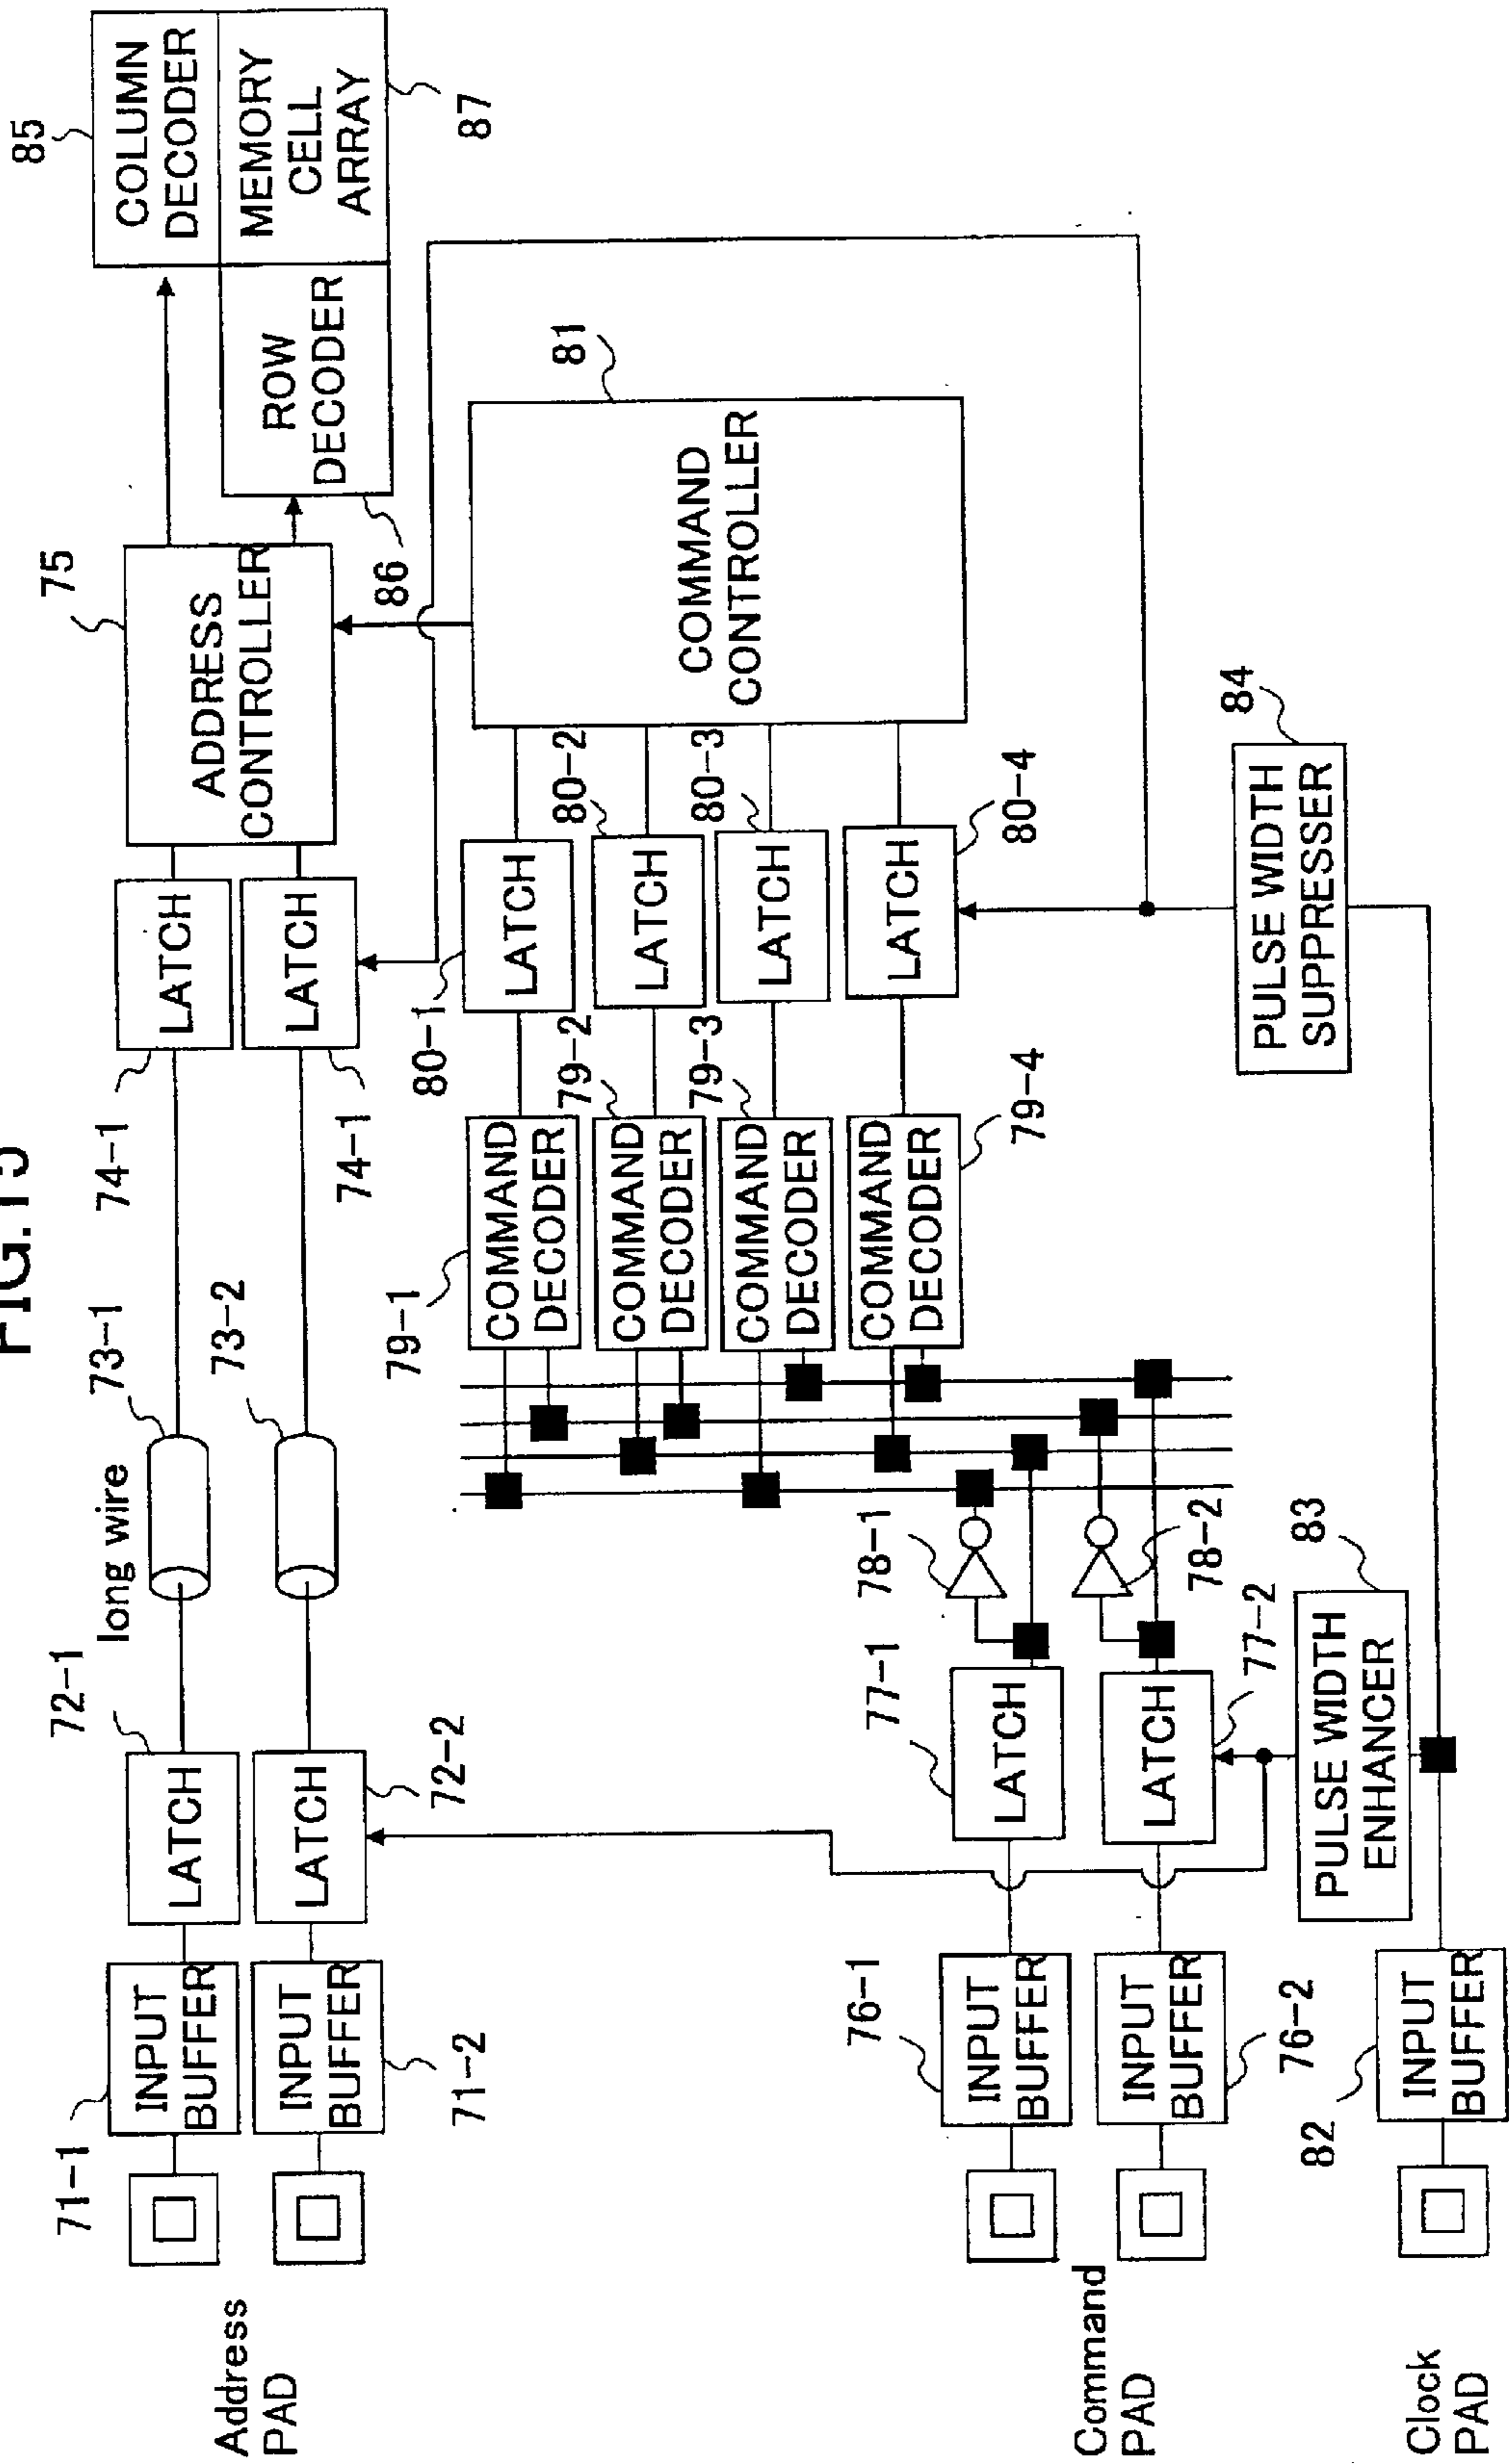 FIG.15
Address
PAD
71-1
INPUT
BUFFER
INPUT
BUFFER
71-2
72-1
LATCH
LATCH
72-2
long wire
73-1
73-2
74-1
LATCH
LATCH
74-1
75
ADDRESS
CONTROLLER
85
COLUMN
DECODER
MEMORY
CELL
ARRAY
87
ROW
DECODER
86
Command
PAD
76-1
INPUT
BUFFER
INPUT
BUFFER
76-2
77-1
LATCH
LATCH
77-2
78-1
78-2
79-1
COMMAND
DECODER
79-2
COMMAND
DECODER
79-3
COMMAND
DECODER
COMMAND
DECODER
79-4
80-1
LATCH
80-2
LATCH
80-3
LATCH
LATCH
80-4
81
COMMAND
CONTROLLER
Clock
PAD
82
INPUT
BUFFER
83
PULSE WIDTH
ENHANCER
84
PULSE WIDTH
SUPPRESSER